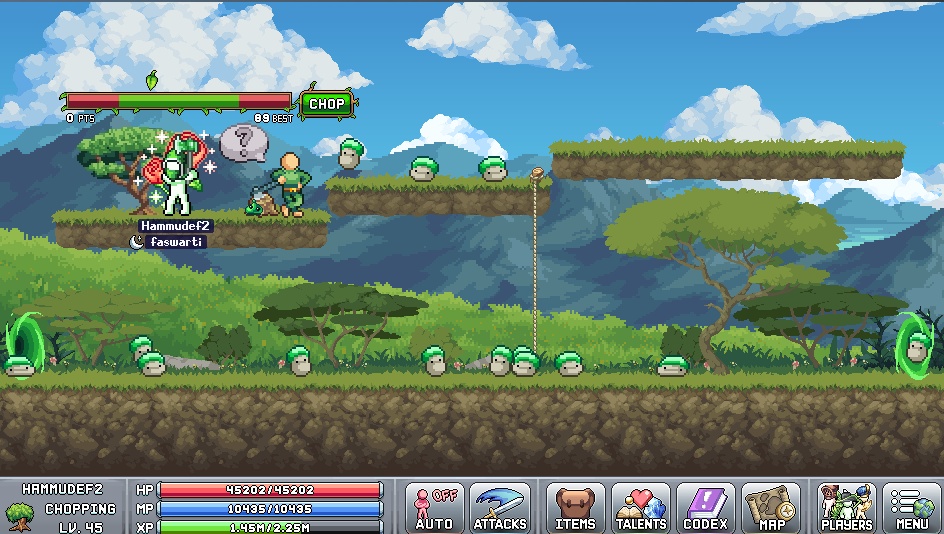 CHOP
0 PTS
89 BEST
?
Hammudef2
faswarti
HAMMUDEF2
CHOPPING
LV. 45
HP 45202/45202
MP 10435/10435
XP 1.45M/2.25M
OFF
AUTO
ATTACKS
ITEMS
TALENTS
CODEX
MAP
PLAYERS
MENU